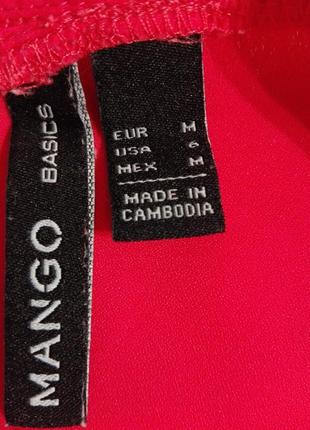 MANGO
BASICS
EUR M
USA 6
MEX M
MADE IN
CAMBODIA